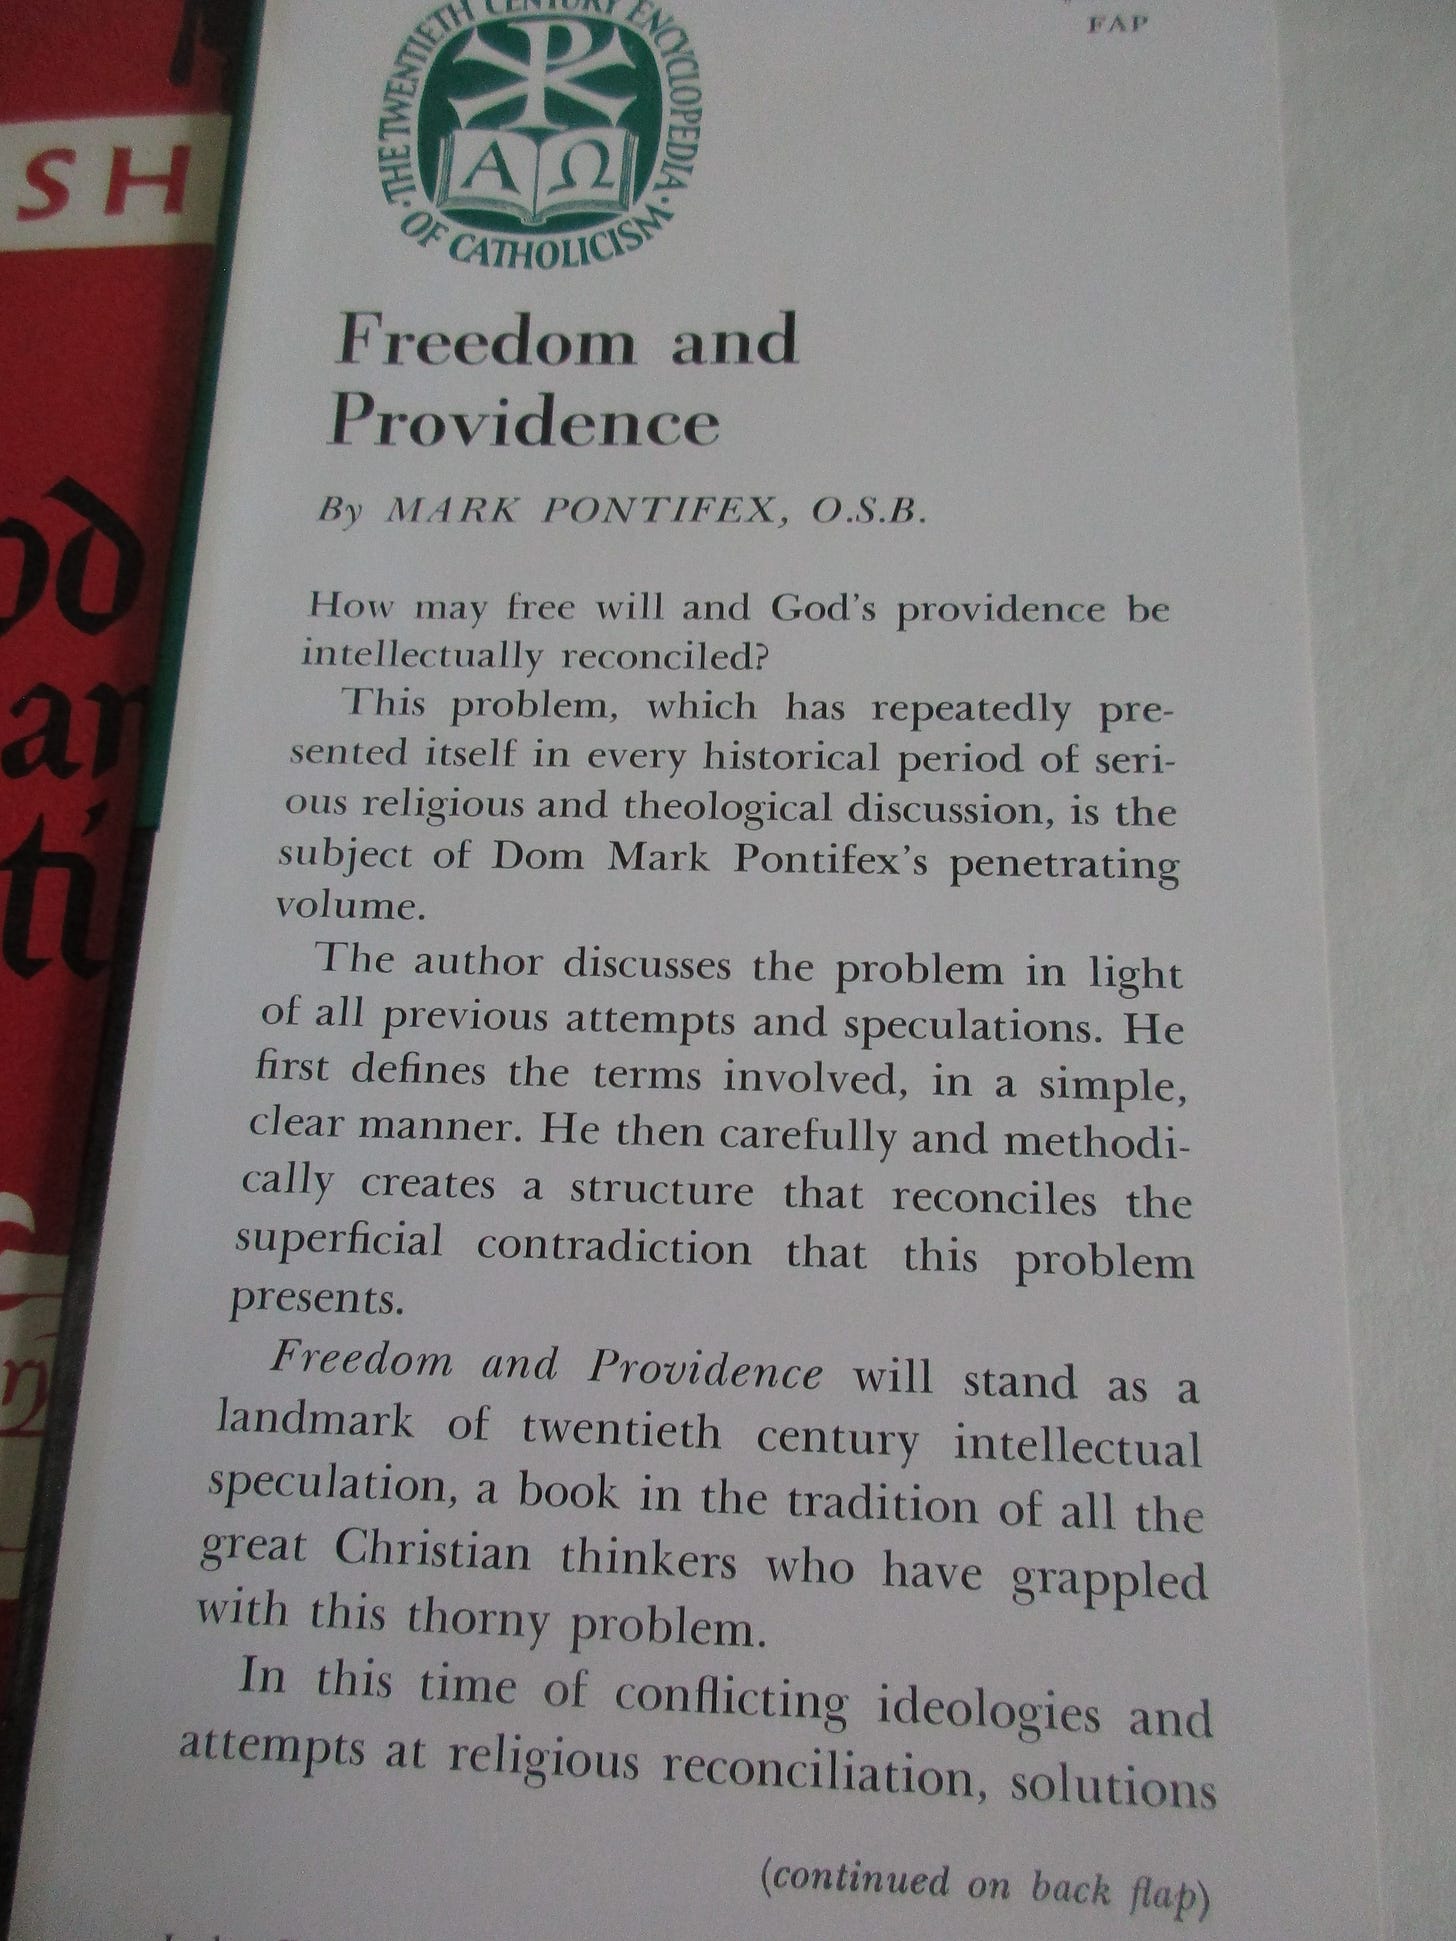 FAP
THE TWENTIETH CENTURY ENCYCLOPEDIA
OF CATHOLICISM
A Ω
Freedom and
Providence
By MARK PONTIFEX, O.S.B.
How may free will and God's providence be
intellectually reconciled?
This problem, which has repeatedly pre-
sented itself in every historical period of seri-
ous religious and theological discussion, is the
subject of Dom Mark Pontifex's penetrating
volume.
The author discusses the problem in light
of all previous attempts and speculations. He
first defines the terms involved, in a simple,
clear manner. He then carefully and methodi-
cally creates a structure that reconciles the
superficial contradiction that this problem
presents.
Freedom and Providence will stand as a
landmark of twentieth century intellectual
speculation, a book in the tradition of all the
great Christian thinkers who have grappled
with this thorny problem.
In this time of conflicting ideologies and
attempts at religious reconciliation, solutions
(continued on back flap)
SH
od
ar
ti